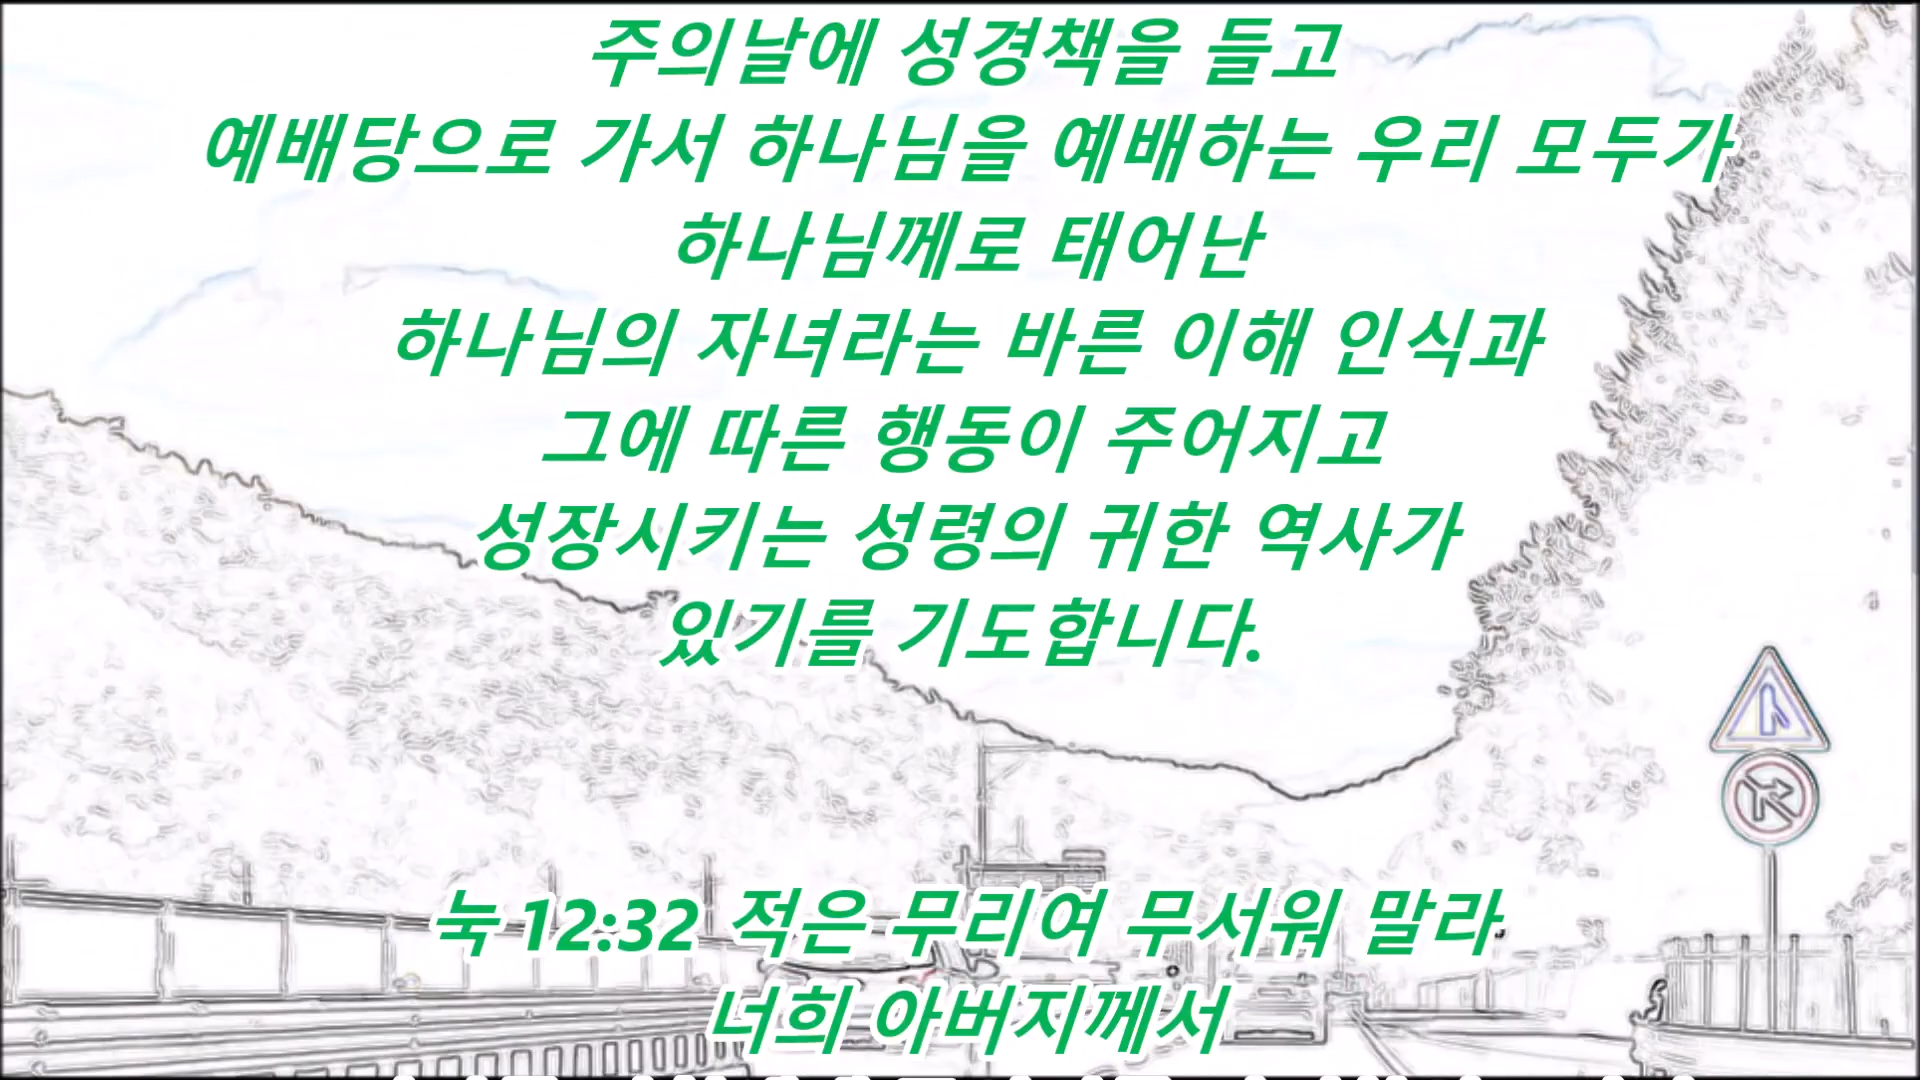 주의날에 성경책을 들고
예배당으로 가서 하나님을 예배하는 우리 모두가
하나님께로 태어난
하나님의 자녀라는 바른 이해 인식과
그에 따른 행동이 주어지고
성장시키는 성령의 귀한 역사가
있기를 기도합니다.
눅 12:32 적은 무리여 무서워 말라
너희 아버지께서